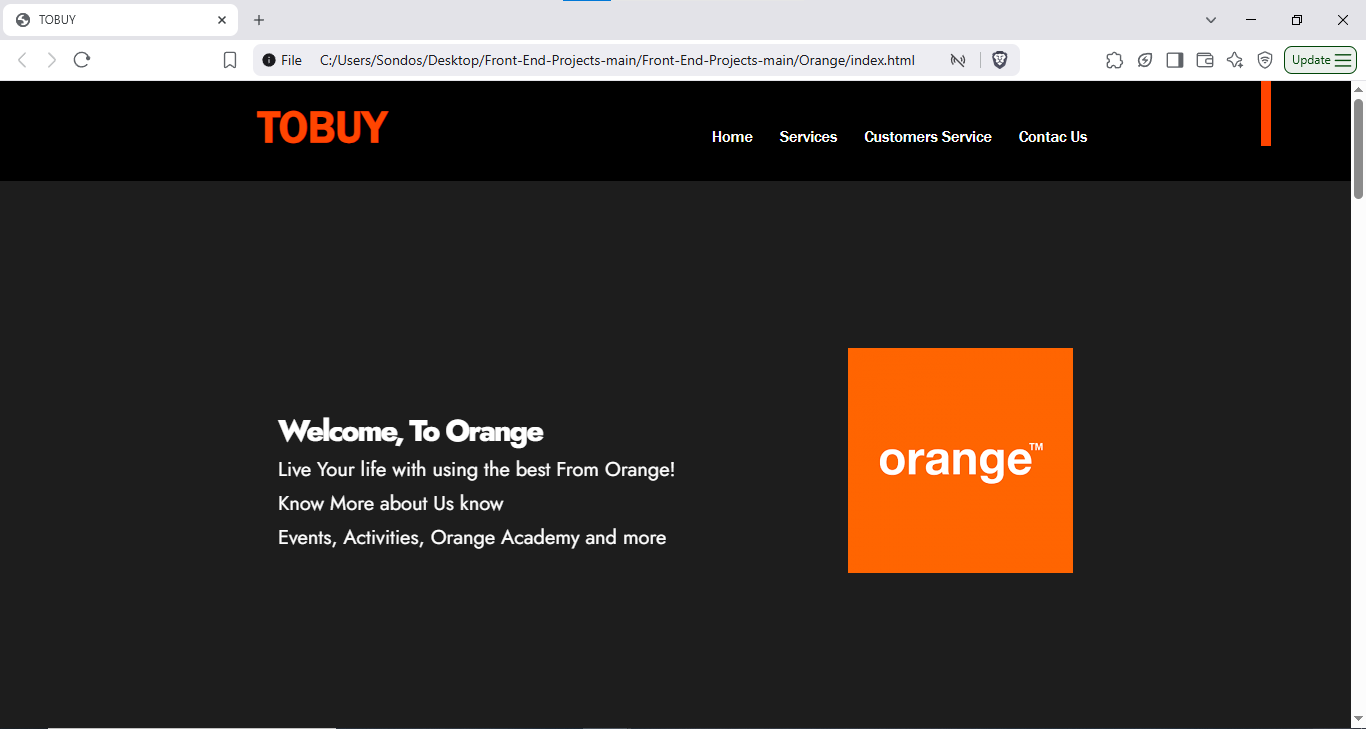 TOBUY
File C:/Users/Sondos/Desktop/Front-End-Projects-main/Front-End-Projects-main/Orange/index.html
Update
TOBUY
Home Services Customers Service Contac Us
Welcome, To Orange
Live Your life with using the best From Orange!
Know More about Us know
Events, Activities, Orange Academy and more
orange™